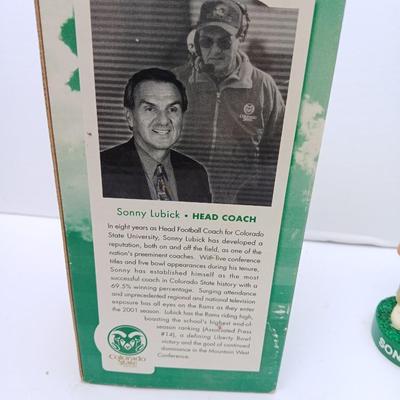 Colorado
State
Sonny Lubick • HEAD COACH
In eight years as Head Football Coach for Colorado
State University, Sonny Lubick has developed a
reputation, both on and off the field, as one of the
nation's preeminent coaches. With five conference
titles and five bowl appearances during his tenure,
Sonny has established himself as the most
successful coach in Colorado State history with a
69.5% winning percentage. Surging attendance
and unprecedented regional and national television
exposure has all eyes on the Rams as they enter
the 2001 season. Lubick has the Rams riding high,
boasting the school's highest end-of-
season ranking (Associated Press
#14), a defining Liberty Bowl
victory and the goal of continued
dominance in the Mountain West
Conference.
Colorado
State
SON